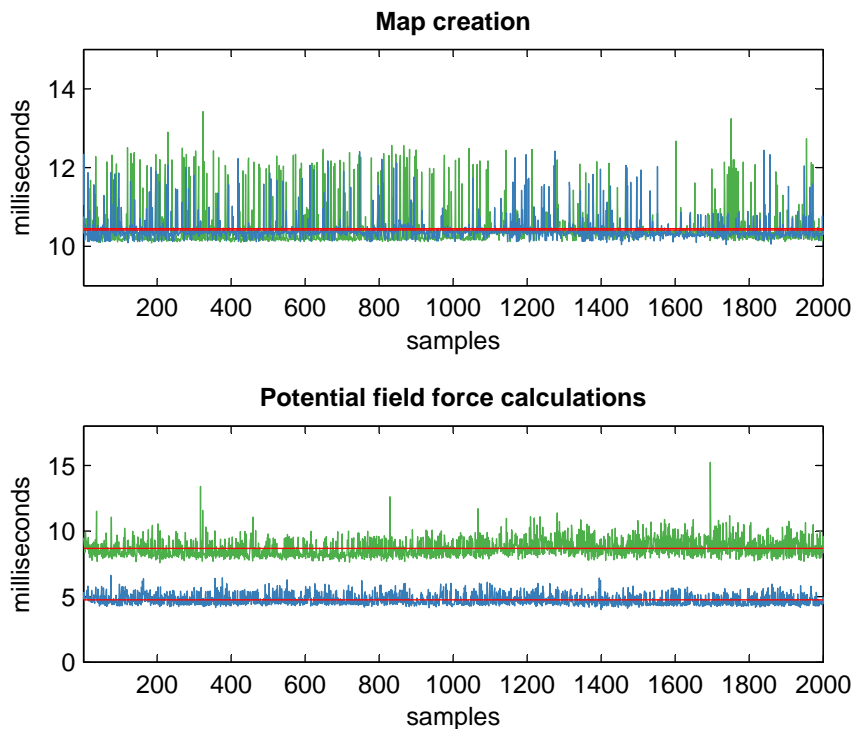 Map creation
14
12
10
milliseconds
200 400 600 800 1000 1200 1400 1600 1800 2000
samples
Potential field force calculations
15
10
5
0
milliseconds
200 400 600 800 1000 1200 1400 1600 1800 2000
samples